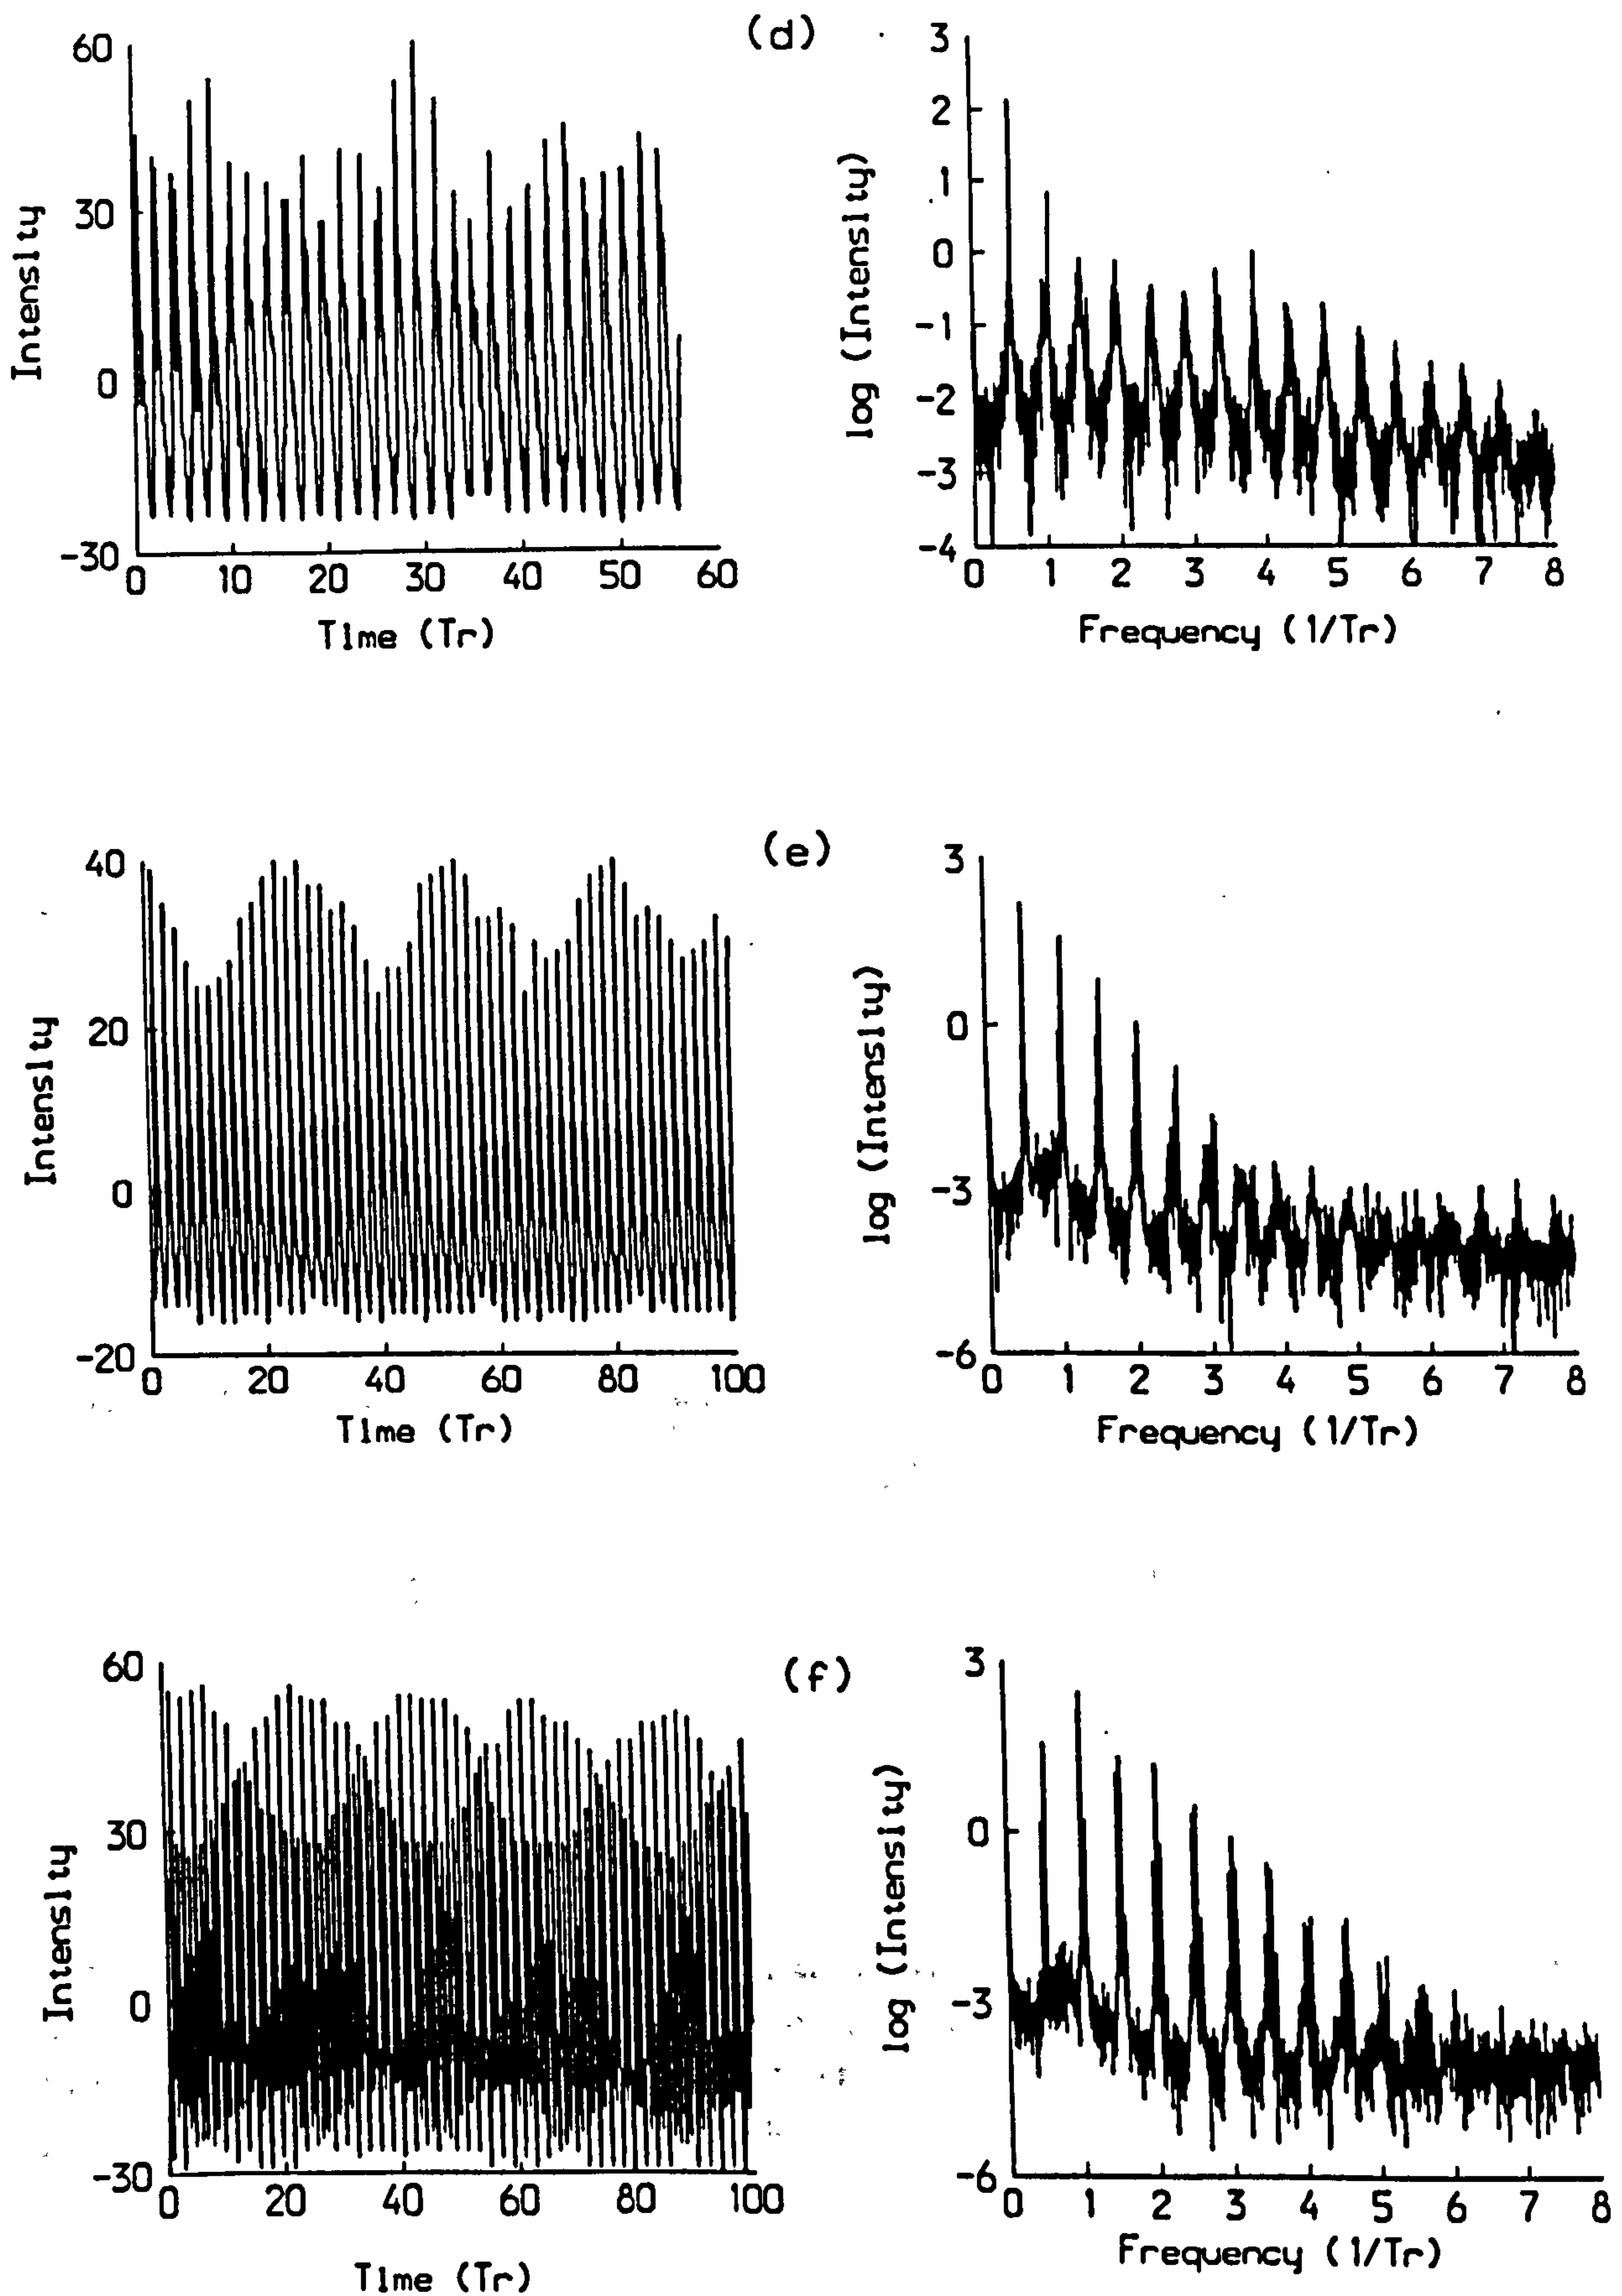 (d)
60
30
0
-30
0 10 20 30 40 50 60
Intensity
Time (Tr)
3
2
1
0
-1
-2
-3
-4
0 1 2 3 4 5 6 7 8
log (Intensity)
Frequency (1/Tr)
(e)
40
20
0
-20
0 20 40 60 80 100
Intensity
Time (Tr)
3
0
-3
-6
0 1 2 3 4 5 6 7 8
log (Intensity)
Frequency (1/Tr)
(f)
60
30
0
-30
0 20 40 60 80 100
Intensity
Time (Tr)
3
0
-3
-6
0 1 2 3 4 5 6 7 8
log (Intensity)
Frequency (1/Tr)